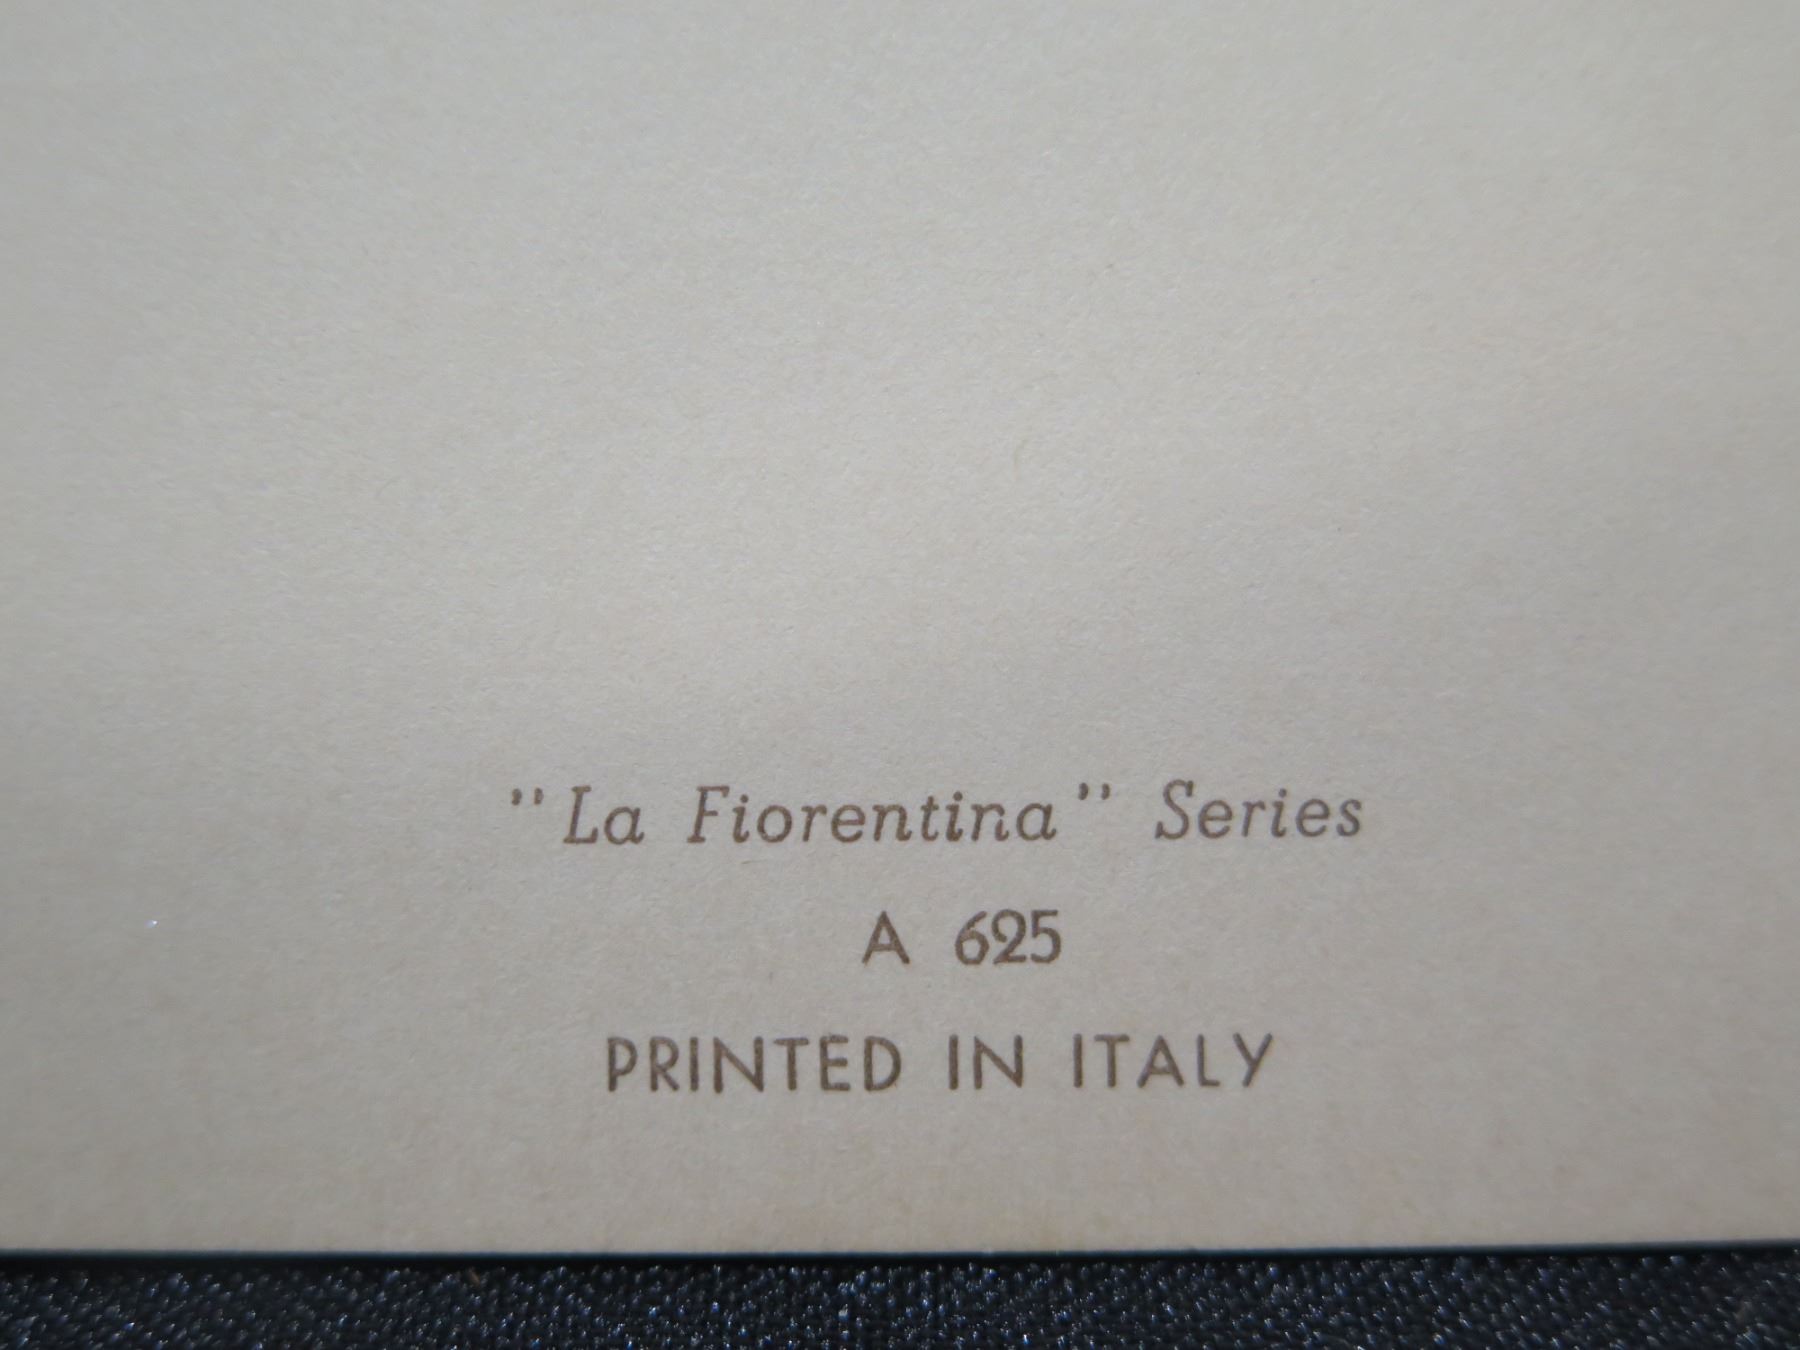 "La Fiorentina" Series
A 625
PRINTED IN ITALY